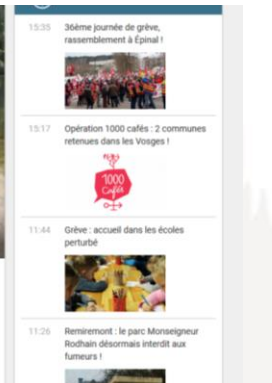 15:35 36ème journée de grève,
rassemblement à Épinal !
15:17 Opération 1000 cafés : 2 communes
retenues dans les Vosges !
1000
Cafés
11:44 Grève : accueil dans les écoles
perturbé
11:26 Remiremont : le parc Monseigneur
Rodhain désormais interdit aux
fumeurs !